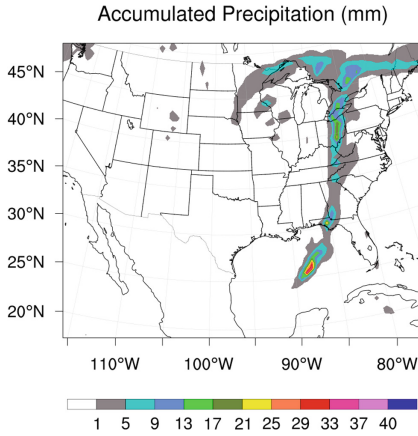 Accumulated Precipitation (mm)
45°N
40°N
35°N
30°N
25°N
20°N
110°W 100°W 90°W 80°W
1 5 9 13 17 21 25 29 33 37 40